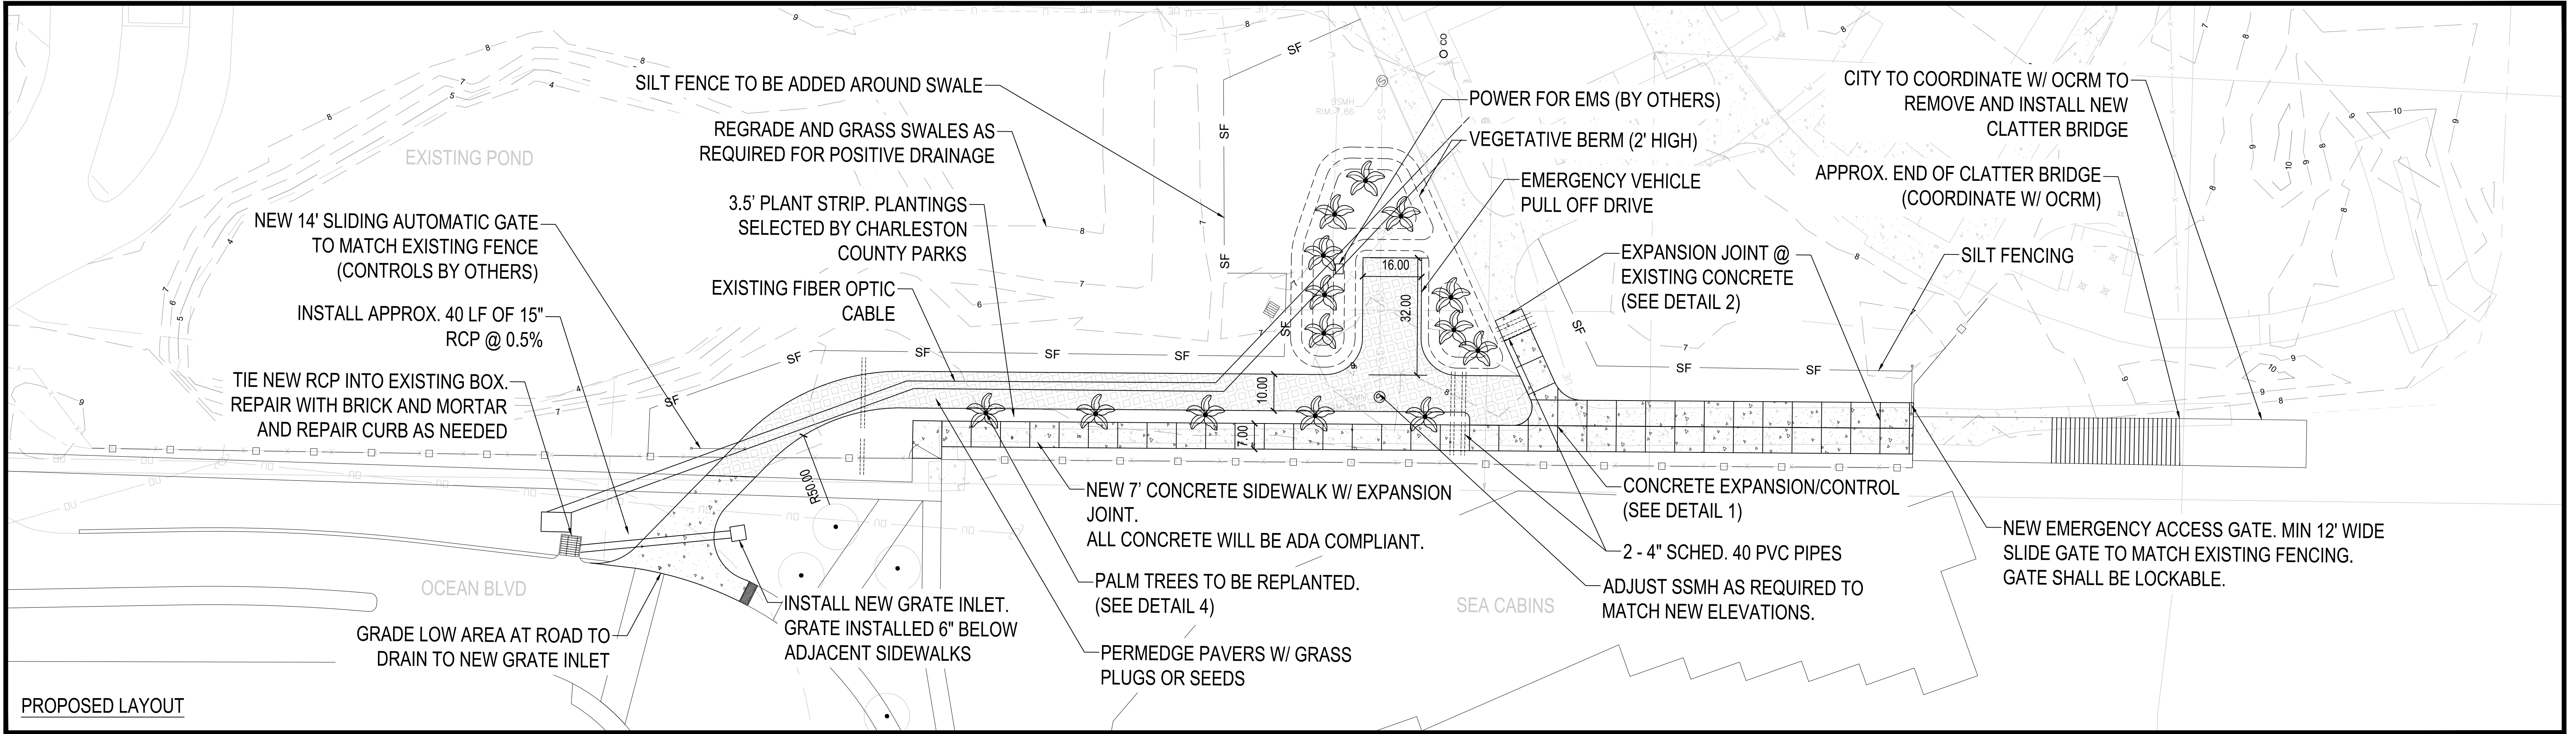 SILT FENCE TO BE ADDED AROUND SWALE
REGRADE AND GRASS SWALES AS
REQUIRED FOR POSITIVE DRAINAGE
EXISTING POND
3.5' PLANT STRIP. PLANTINGS
SELECTED BY CHARLESTON
COUNTY PARKS
NEW 14' SLIDING AUTOMATIC GATE
TO MATCH EXISTING FENCE
(CONTROLS BY OTHERS)
EXISTING FIBER OPTIC
CABLE
INSTALL APPROX. 40 LF OF 15"
RCP @ 0.5%
TIE NEW RCP INTO EXISTING BOX.
REPAIR WITH BRICK AND MORTAR
AND REPAIR CURB AS NEEDED
OCEAN BLVD
GRADE LOW AREA AT ROAD TO
DRAIN TO NEW GRATE INLET
INSTALL NEW GRATE INLET.
GRATE INSTALLED 6" BELOW
ADJACENT SIDEWALKS
R50.00
10.00
7.00
16.00
32.00
CO
SSMH
POWER FOR EMS (BY OTHERS)
VEGETATIVE BERM (2' HIGH)
EMERGENCY VEHICLE
PULL OFF DRIVE
EXPANSION JOINT @
EXISTING CONCRETE
(SEE DETAIL 2)
CITY TO COORDINATE W/ OCRM TO
REMOVE AND INSTALL NEW
CLATTER BRIDGE
APPROX. END OF CLATTER BRIDGE
(COORDINATE W/ OCRM)
SILT FENCING
SF
SF
SF
SF
SF
SF
SF
SF
SF
SF
SF
SF
NEW 7' CONCRETE SIDEWALK W/ EXPANSION
JOINT.
ALL CONCRETE WILL BE ADA COMPLIANT.
PALM TREES TO BE REPLANTED.
(SEE DETAIL 4)
PERMEDGE PAVERS W/ GRASS
PLUGS OR SEEDS
CONCRETE EXPANSION/CONTROL
(SEE DETAIL 1)
2 - 4" SCHED. 40 PVC PIPES
ADJUST SSMH AS REQUIRED TO
MATCH NEW ELEVATIONS.
SEA CABINS
NEW EMERGENCY ACCESS GATE. MIN 12' WIDE
SLIDE GATE TO MATCH EXISTING FENCING.
GATE SHALL BE LOCKABLE.
PROPOSED LAYOUT